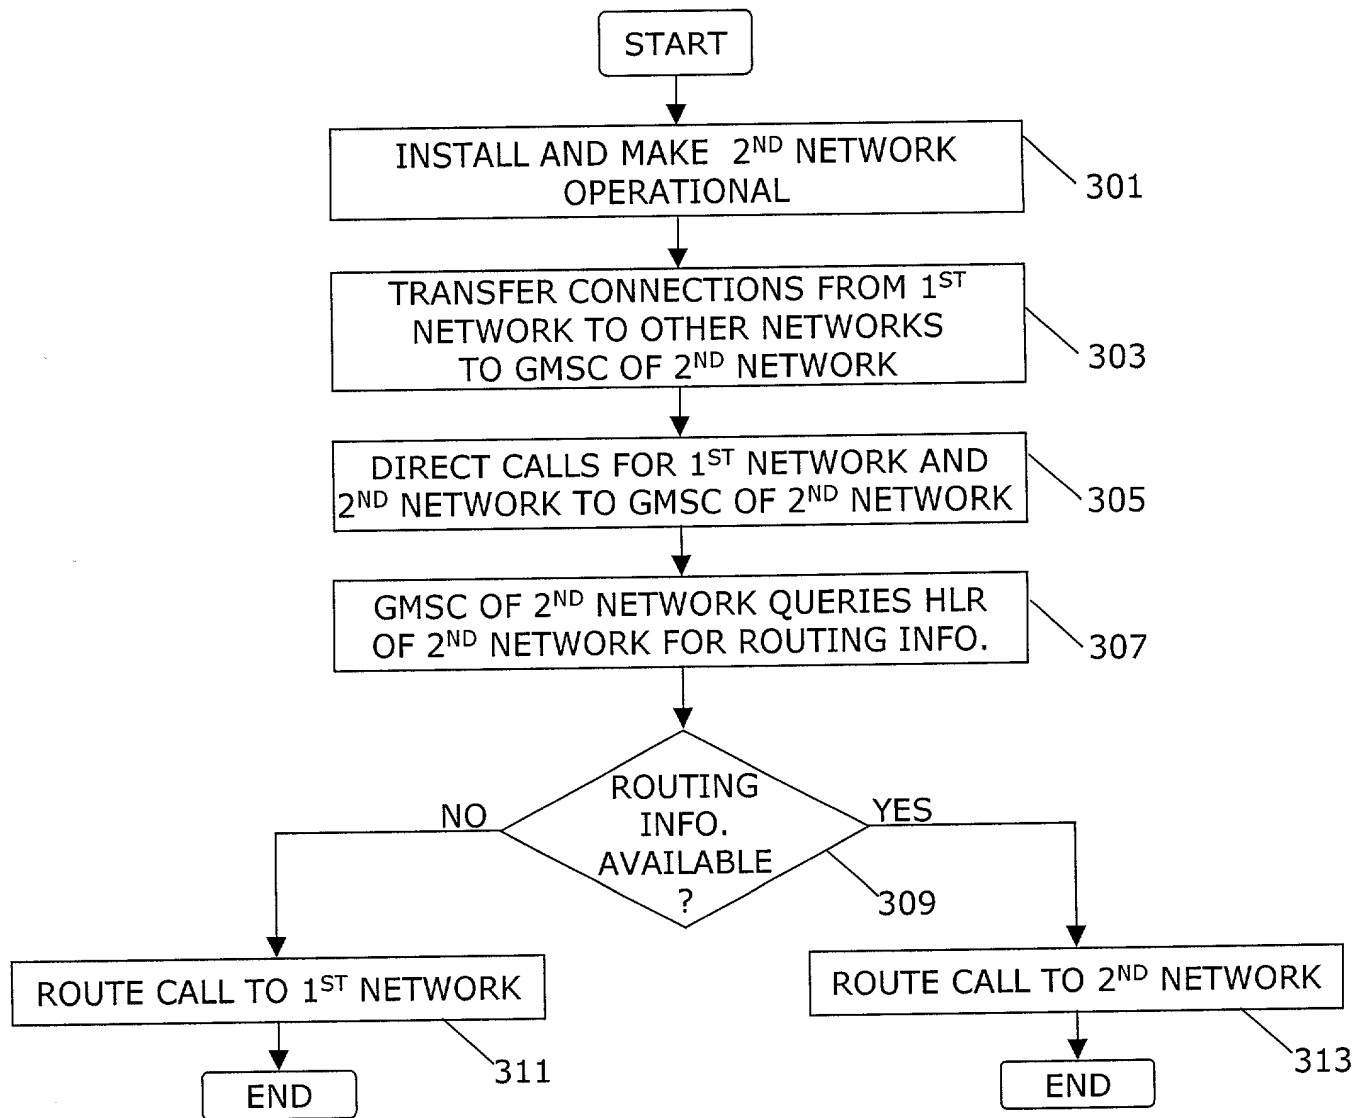 START
INSTALL AND MAKE 2ND NETWORK
OPERATIONAL
301
TRANSFER CONNECTIONS FROM 1ST
NETWORK TO OTHER NETWORKS
TO GMSC OF 2ND NETWORK
303
DIRECT CALLS FOR 1ST NETWORK AND
2ND NETWORK TO GMSC OF 2ND NETWORK
305
GMSC OF 2ND NETWORK QUERIES HLR
OF 2ND NETWORK FOR ROUTING INFO.
307
NO
ROUTING
INFO.
AVAILABLE
?
YES
309
ROUTE CALL TO 1ST NETWORK
311
END
ROUTE CALL TO 2ND NETWORK
313
END